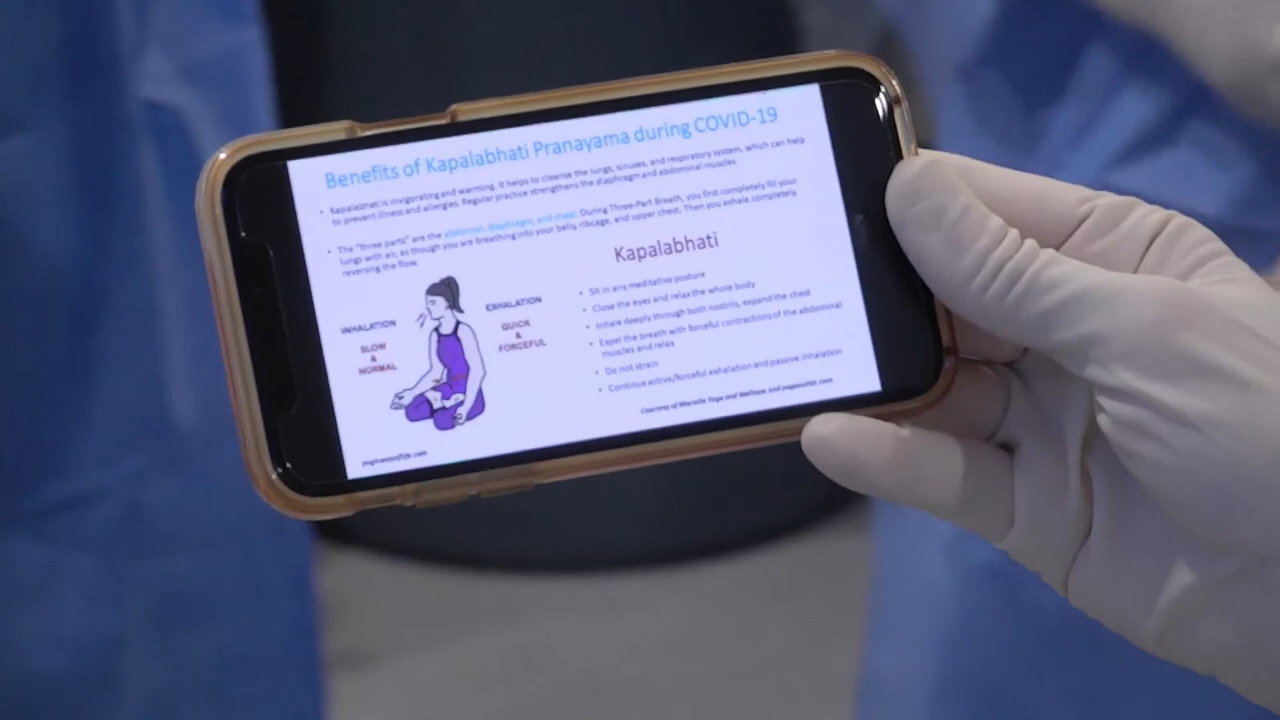 Benefits of Kapalabhati Pranayama during COVID-19
• Kapalabhati is invigorating and warming. It helps to cleanse the lungs, sinuses, and respiratory system, which can help
to prevent illness and allergies. Regular practice strengthens the diaphragm and abdominal muscles
• The "three parts" are the abdomen, diaphragm, and chest. During Three-Part Breath, you first completely fill your
lungs with air, as though you are breathing into your belly, ribcage, and upper chest. Then you exhale completely,
reversing the flow.
INHALATION
SLOW
&
NORMAL
EXHALATION
QUICK
&
FORCEFUL
Kapalabhati
• Sit in any meditative posture
• Close the eyes and relax the whole body
• Inhale deeply through both nostrils, expand the chest
• Expel the breath with forceful contractions of the abdominal
muscles and relax
• Do not strain
• Continue active/forceful exhalation and passive inhalation
Courtesy of Yoga and Wellness and